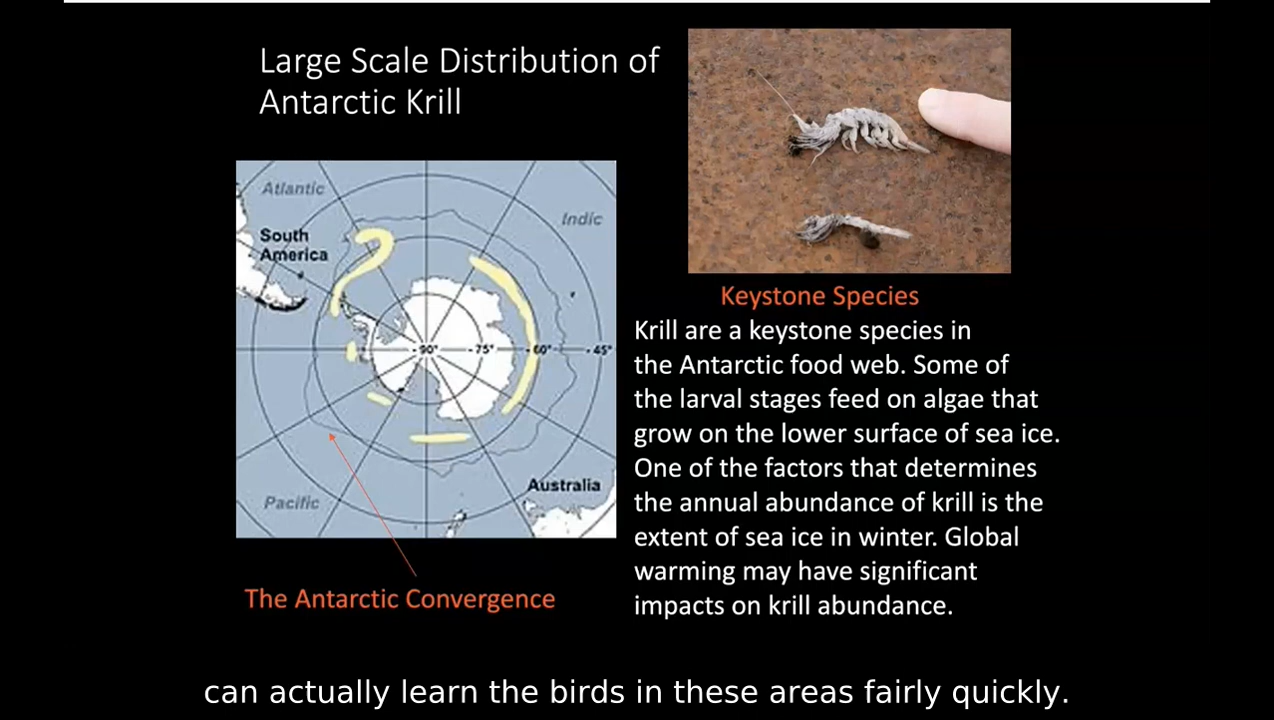 Large Scale Distribution of
Antarctic Krill
Atlantic
Indic
South
America
-90°
-75°
-60°
-45°
Australia
Pacific
The Antarctic Convergence
Keystone Species
Krill are a keystone species in
the Antarctic food web. Some of
the larval stages feed on algae that
grow on the lower surface of sea ice.
One of the factors that determines
the annual abundance of krill is the
extent of sea ice in winter. Global
warming may have significant
impacts on krill abundance.
can actually learn the birds in these areas fairly quickly.